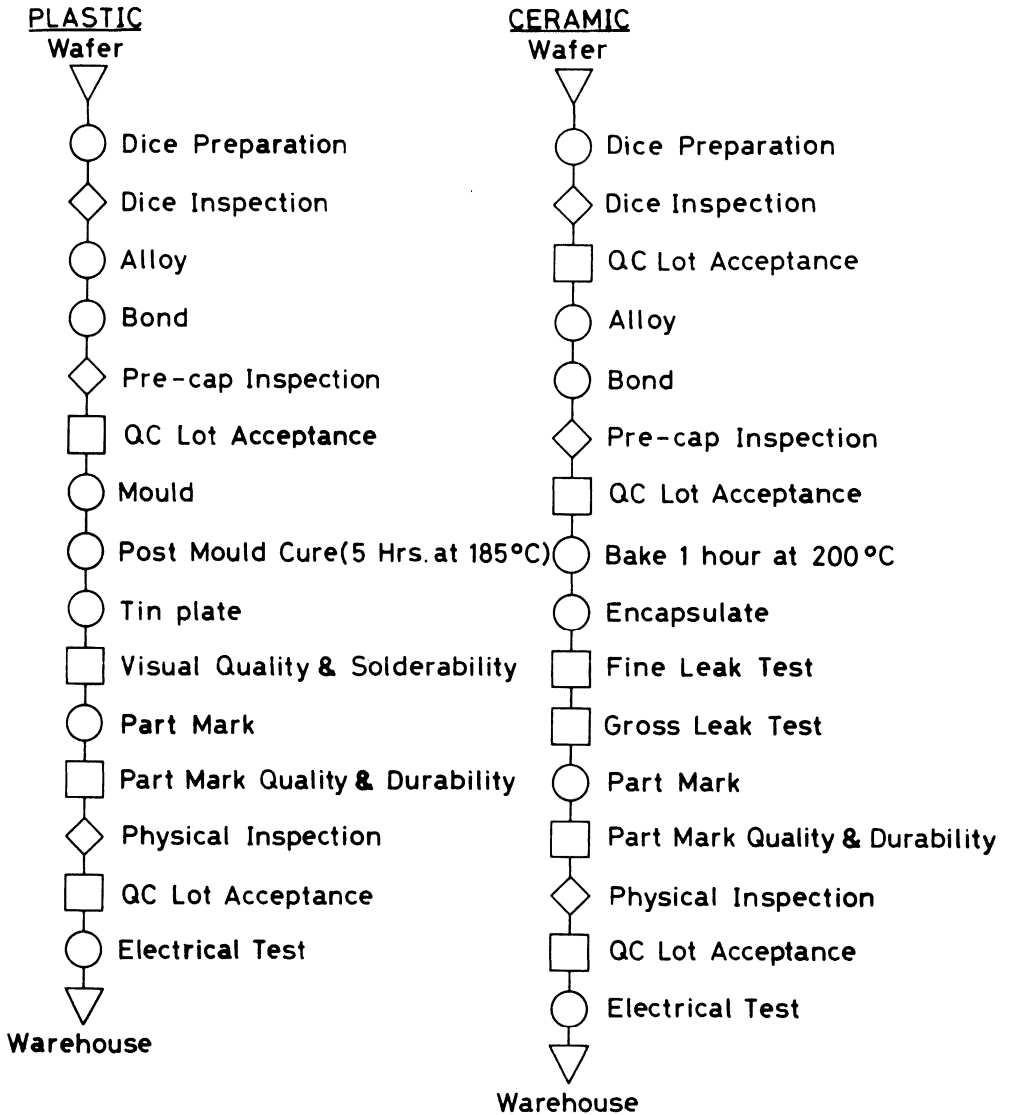 PLASTIC
Wafer
Dice Preparation
Dice Inspection
Alloy
Bond
Pre-cap Inspection
QC Lot Acceptance
Mould
Post Mould Cure(5 Hrs. at 185°C)
Tin plate
Visual Quality & Solderability
Part Mark
Part Mark Quality & Durability
Physical Inspection
QC Lot Acceptance
Electrical Test
Warehouse
CERAMIC
Wafer
Dice Preparation
Dice Inspection
QC Lot Acceptance
Alloy
Bond
Pre-cap Inspection
QC Lot Acceptance
Bake 1 hour at 200°C
Encapsulate
Fine Leak Test
Gross Leak Test
Part Mark
Part Mark Quality & Durability
Physical Inspection
QC Lot Acceptance
Electrical Test
Warehouse